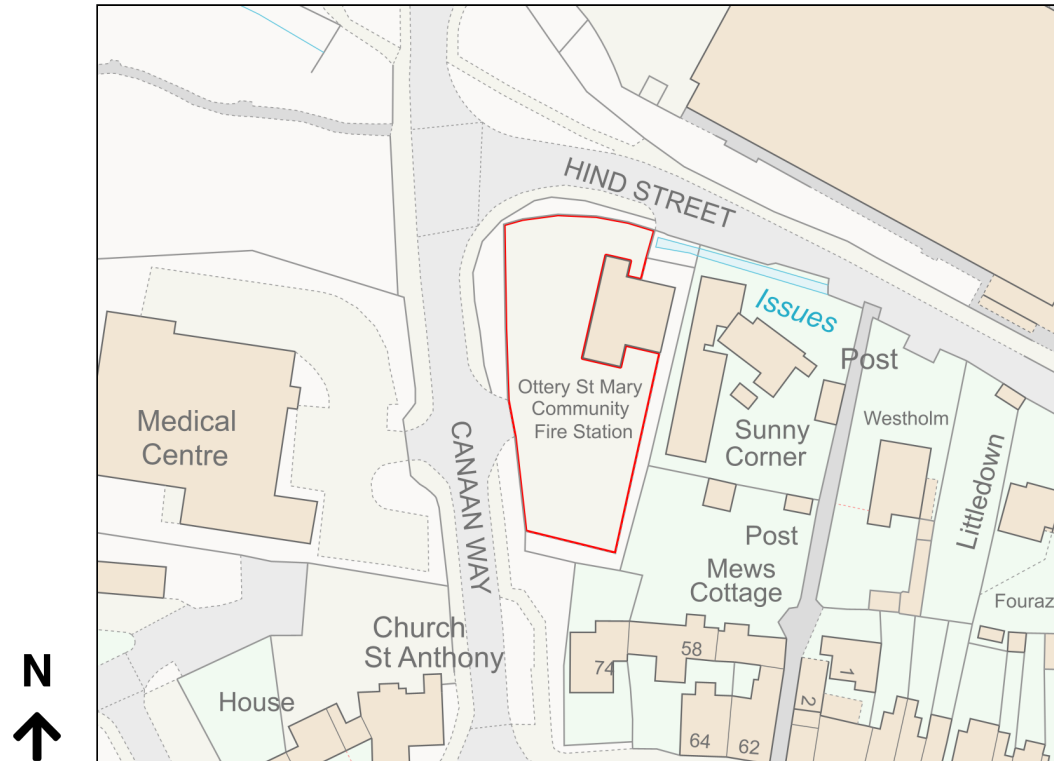 HIND STREET
Issues
Post
Westholm
Ottery St Mary
Community
Fire Station
Medical
Centre
Sunny
Corner
CANAAN WAY
Littledown
Post
Mews
Cottage
Fouraz
Church
St Anthony
58
74
1
2
House
64
62
N